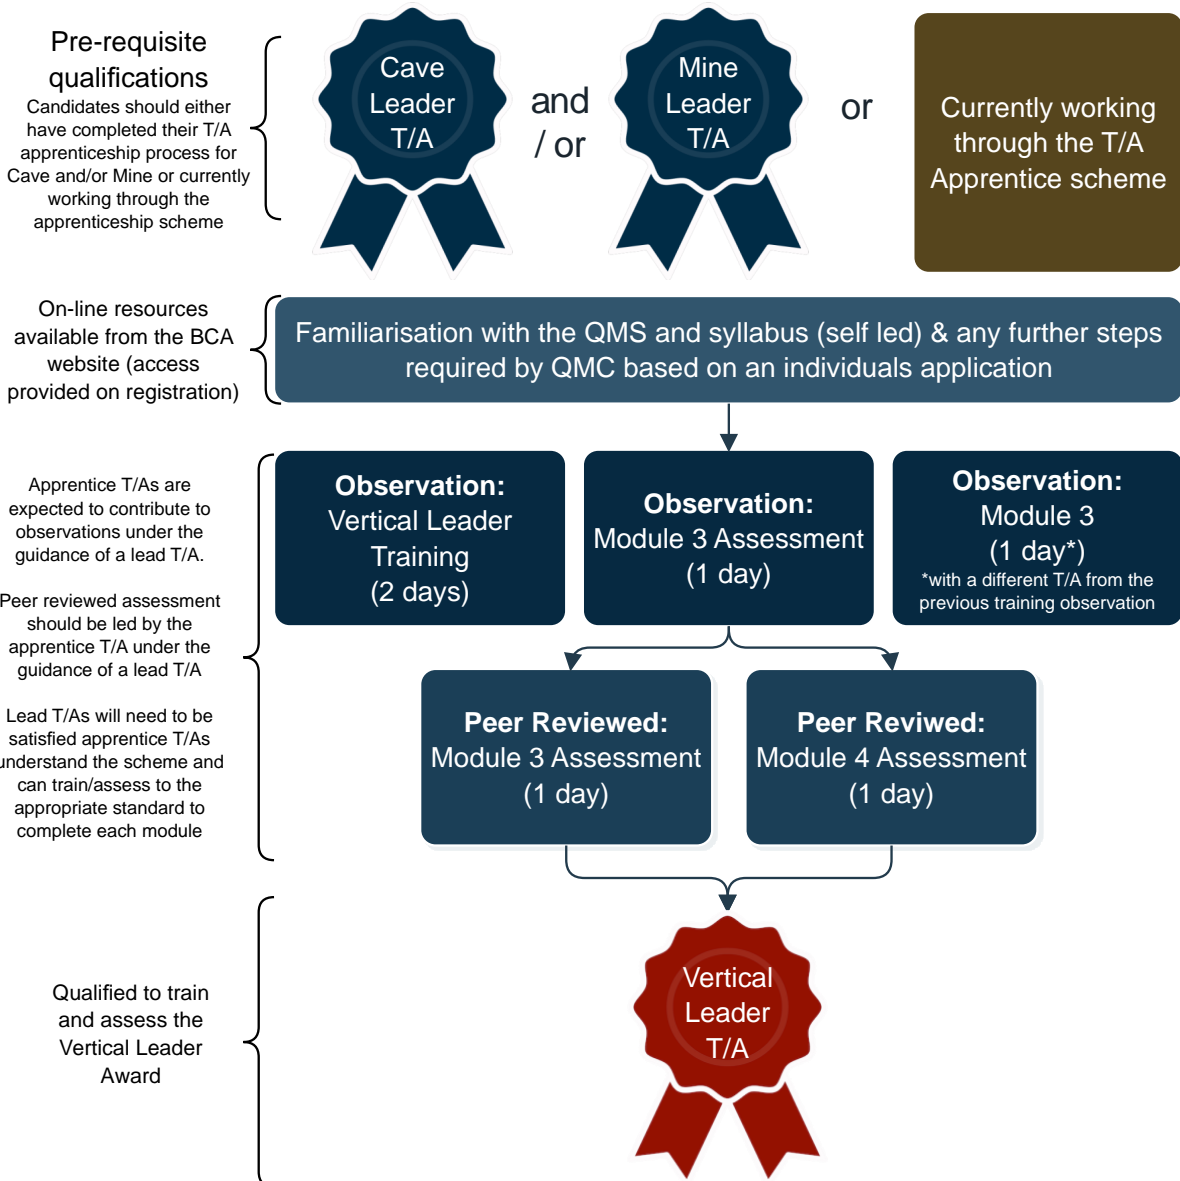 Pre-requisite
qualifications
Candidates should either
have completed their T/A
apprenticeship process for
Cave and/or Mine or currently
working through the
apprenticeship scheme
Cave
Leader
T/A
and
/ or
Mine
Leader
T/A
or
Currently working
through the T/A
Apprentice scheme
On-line resources
available from the BCA
website (access
provided on registration)
Familiarisation with the QMS and syllabus (self led) & any further steps
required by QMC based on an individuals application
Apprentice T/As are
expected to contribute to
observations under the
guidance of a lead T/A.
Peer reviewed assessment
should be led by the
apprentice T/A under the
guidance of a lead T/A
Lead T/As will need to be
satisfied apprentice T/As
understand the scheme and
can train/assess to the
appropriate standard to
complete each module
Observation:
Vertical Leader
Training
(2 days)
Observation:
Module 3 Assessment
(1 day)
Observation:
Module 3
(1 day*)
*with a different T/A from the
previous training observation
Peer Reviewed:
Module 3 Assessment
(1 day)
Peer Reviwed:
Module 4 Assessment
(1 day)
Qualified to train
and assess the
Vertical Leader
Award
Vertical
Leader
T/A